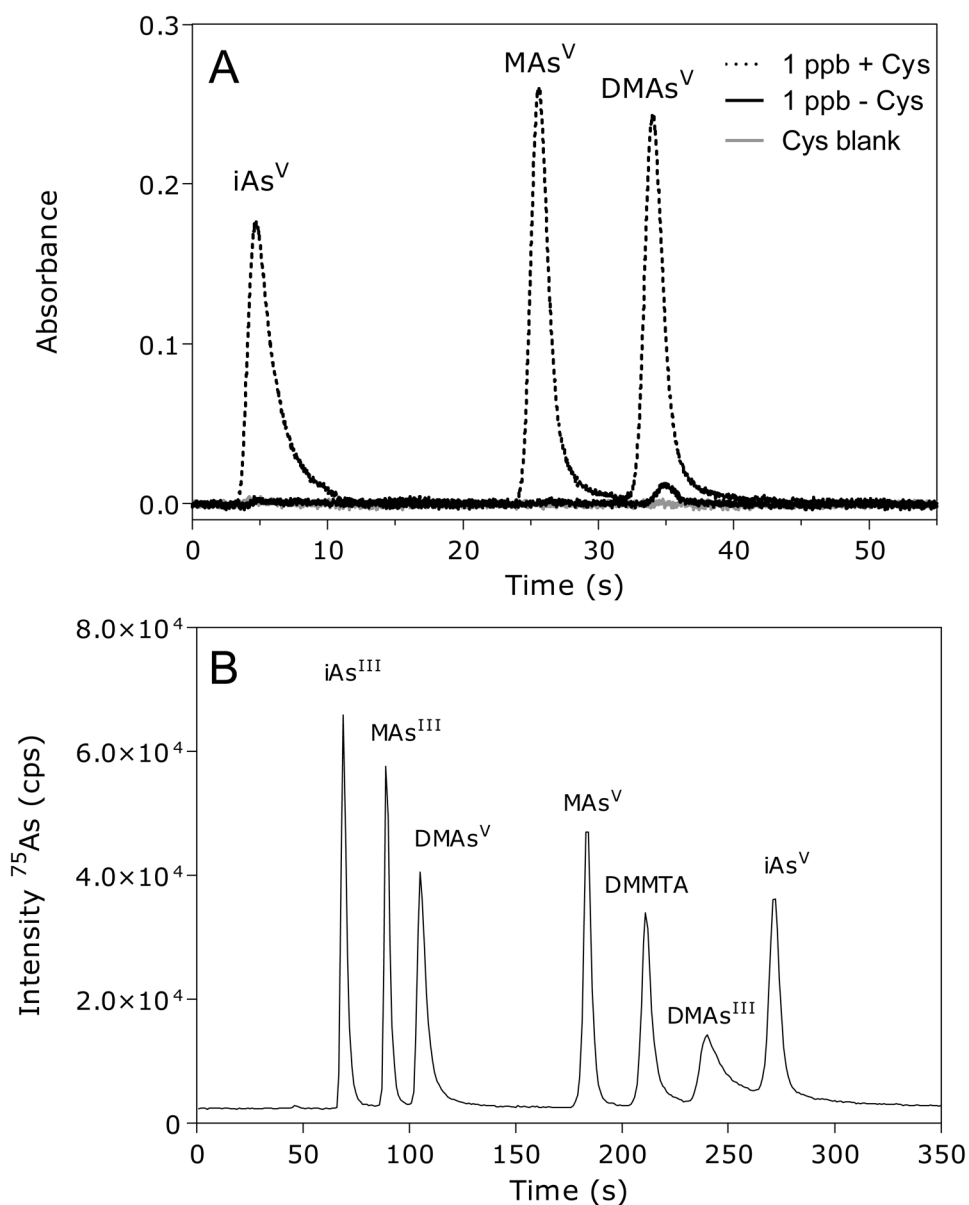 0.3
A
MAsⱽ
DMAsⱽ
iAsⱽ
1 ppb + Cys
1 ppb - Cys
Cys blank
0.2
0.1
0.0
Absorbance
0 10 20 30 40 50
Time (s)
8.0×10⁴
B
iAsᴵᴵᴵ
MAsᴵᴵᴵ
DMAsⱽ
MAsⱽ
DMMTA
DMAsᴵᴵᴵ
iAsⱽ
6.0×10⁴
4.0×10⁴
2.0×10⁴
0
Intensity ⁷⁵As (cps)
0 50 100 150 200 250 300 350
Time (s)